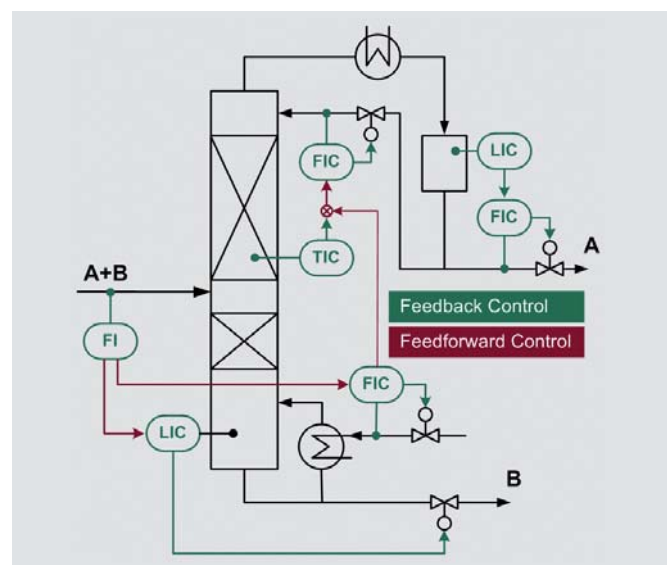 FIC
LIC
FIC
TIC
A
A+B
Feedback Control
Feedforward Control
FI
FIC
LIC
B